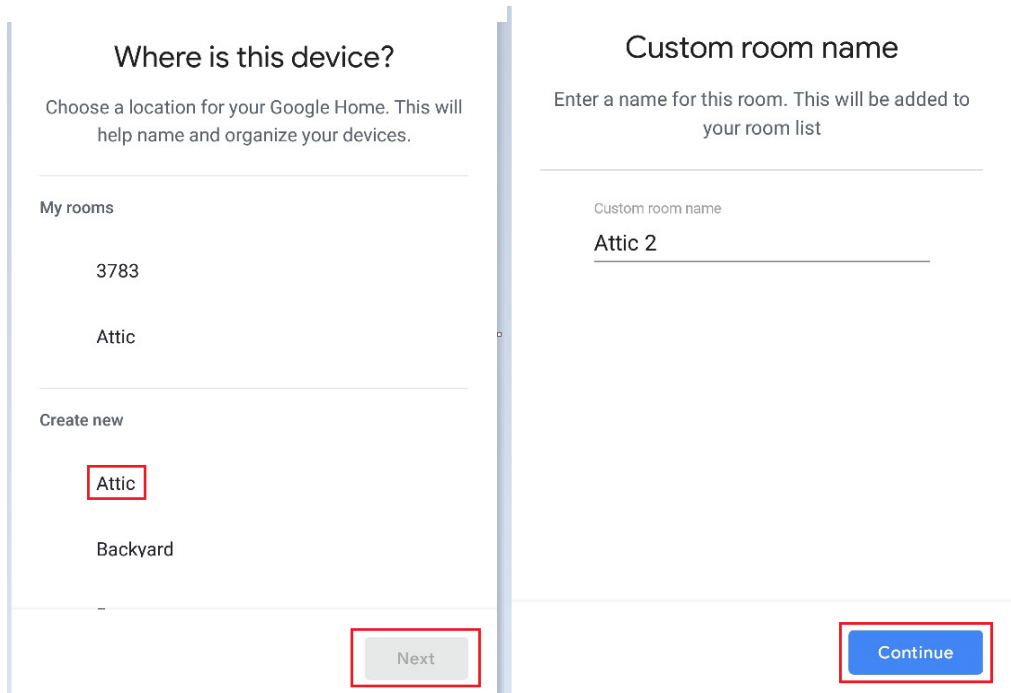 Where is this device?
Choose a location for your Google Home. This will
help name and organize your devices.
My rooms
3783
Attic
Create new
Attic
Backyard
Next
Custom room name
Enter a name for this room. This will be added to
your room list
Custom room name
Attic 2
Continue